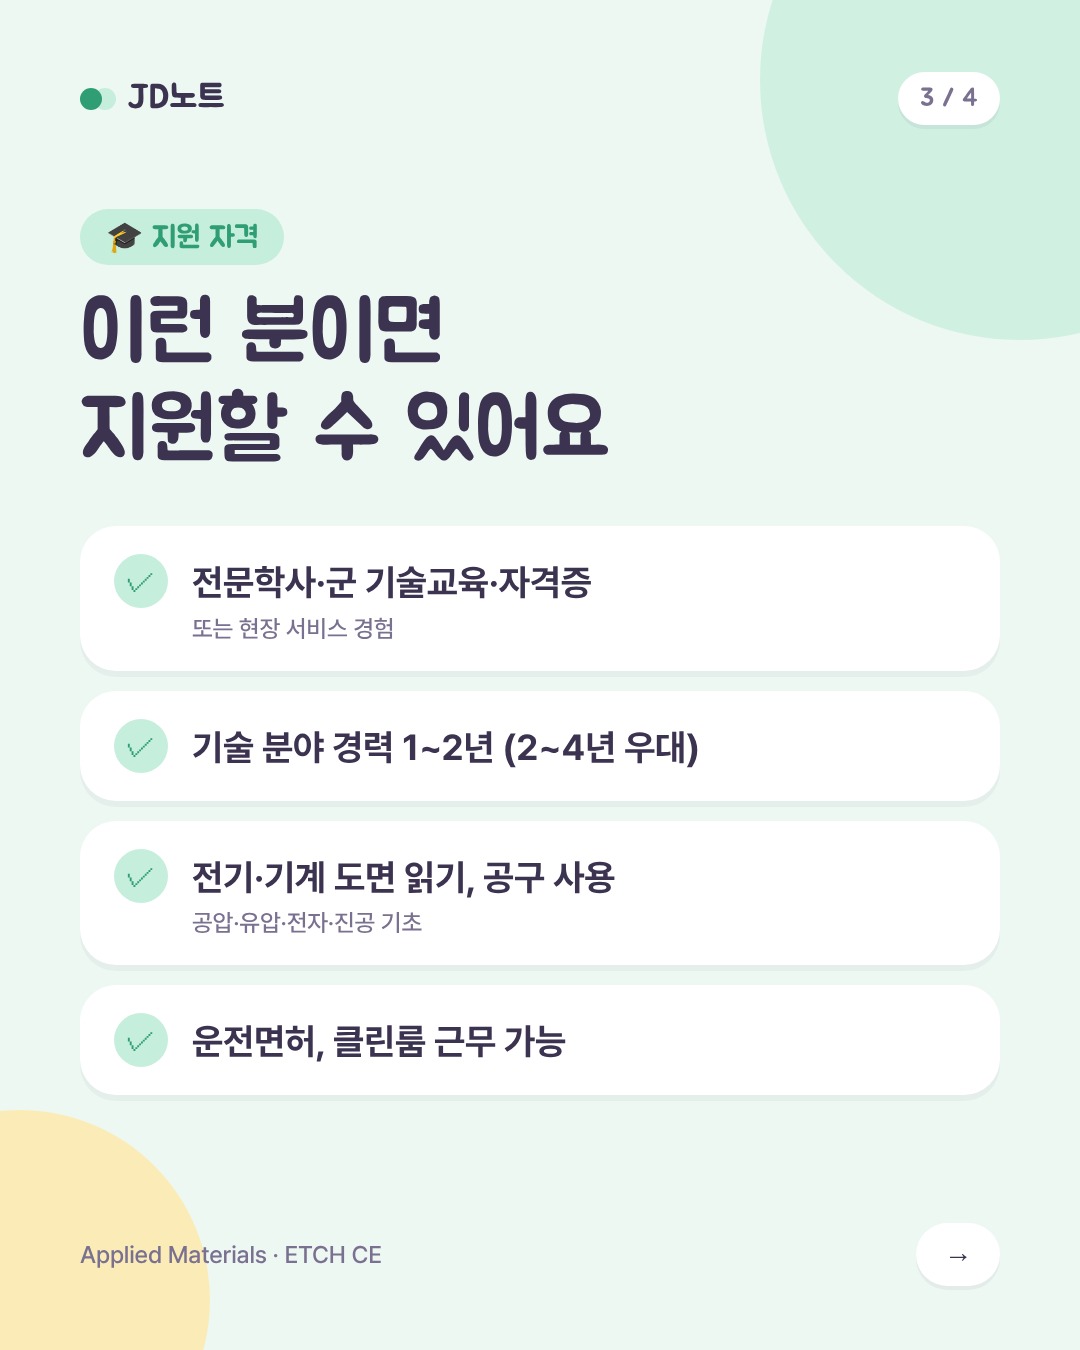 JD노트
3 / 4
🎓 지원 자격
이런 분이면
지원할 수 있어요
✓ 전문학사·군 기술교육·자격증
또는 현장 서비스 경험
✓ 기술 분야 경력 1~2년 (2~4년 우대)
✓ 전기·기계 도면 읽기, 공구 사용
공압·유압·전자·진공 기초
✓ 운전면허, 클린룸 근무 가능
Applied Materials · ETCH CE
→